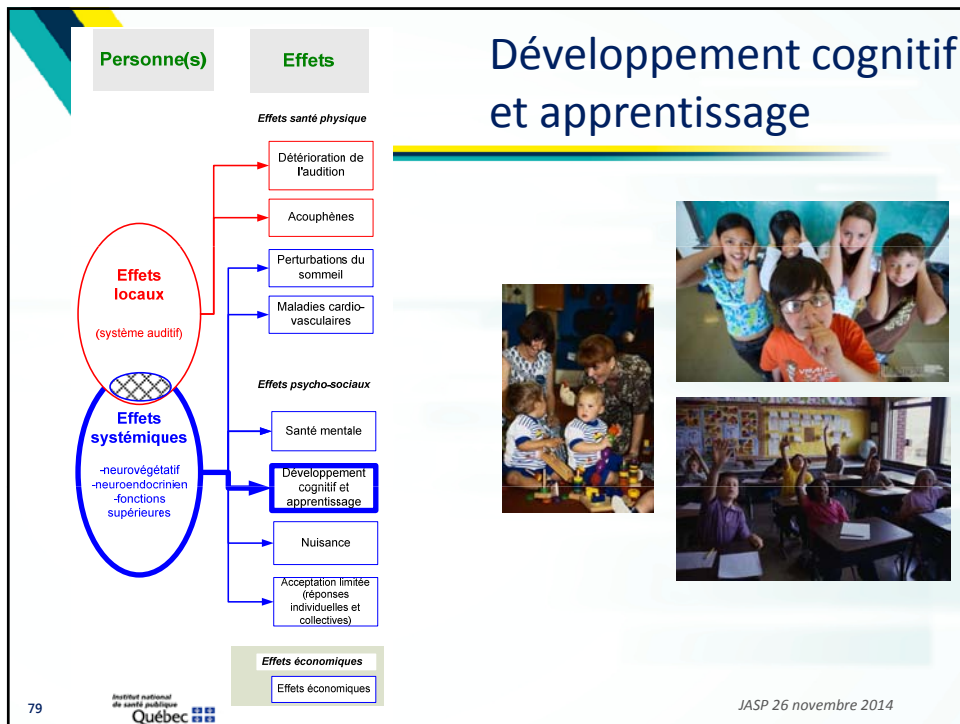 Personne(s)
Effets
Développement cognitif
et apprentissage
Effets santé physique
Détérioration de
l'audition
Acouphènes
Perturbations du
sommeil
Maladies cardio-
vasculaires
Effets
locaux
(système auditif)
Effets psycho-sociaux
Effets
systémiques
-neurovégétatif
-neuroendocrinien
-fonctions
supérieures
Santé mentale
Développement
cognitif et
apprentissage
Nuisance
Acceptation limitée
(réponses
individuelles et
collectives)
Effets économiques
Effets économiques
79
Institut national
de santé publique
Québec
JASP 26 novembre 2014